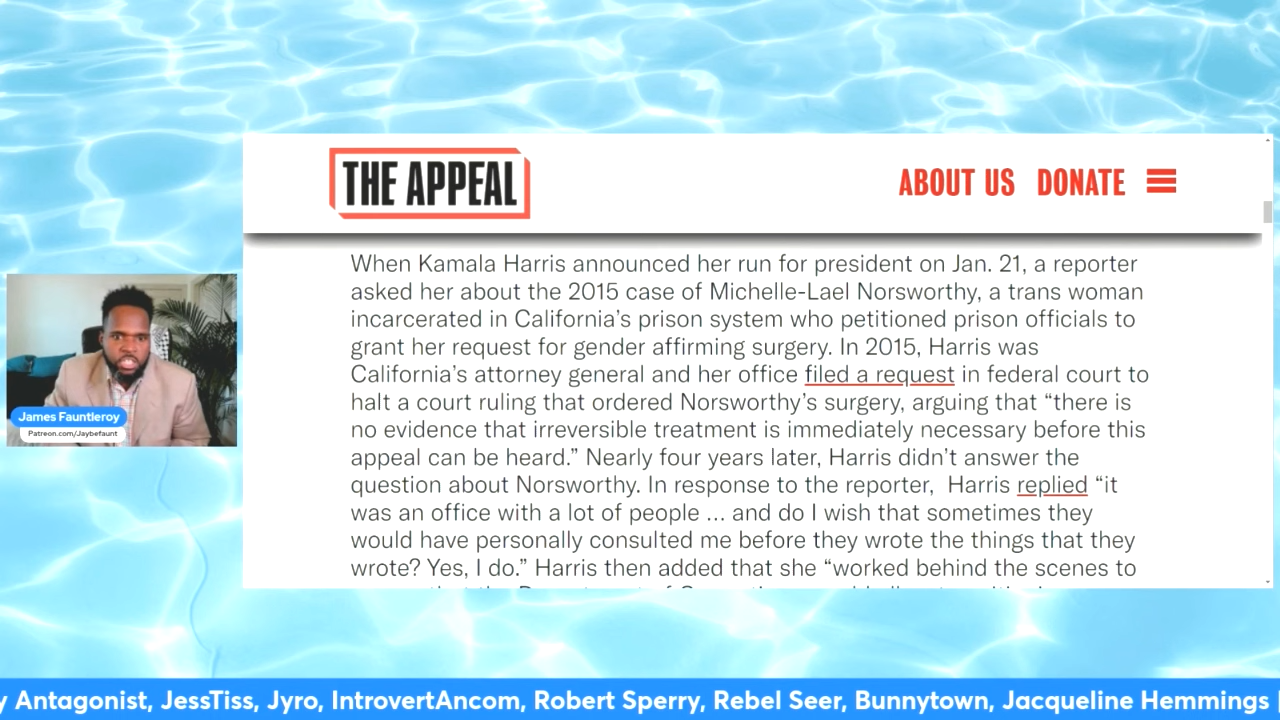 THE APPEAL
ABOUT US DONATE
When Kamala Harris announced her run for president on Jan. 21, a reporter
asked her about the 2015 case of Michelle-Lael Norsworthy, a trans woman
incarcerated in California’s prison system who petitioned prison officials to
grant her request for gender affirming surgery. In 2015, Harris was
California’s attorney general and her office filed a request in federal court to
halt a court ruling that ordered Norsworthy’s surgery, arguing that “there is
no evidence that irreversible treatment is immediately necessary before this
appeal can be heard.” Nearly four years later, Harris didn’t answer the
question about Norsworthy. In response to the reporter, Harris replied “it
was an office with a lot of people ... and do I wish that sometimes they
would have personally consulted me before they wrote the things that they
wrote? Yes, I do.” Harris then added that she “worked behind the scenes to
James Fauntleroy
Patreon.com/Jaybefaunt
y Antagonist, JessTiss, Jyro, IntrovertAncom, Robert Sperry, Rebel Seer, Bunnytown, Jacqueline Hemmings